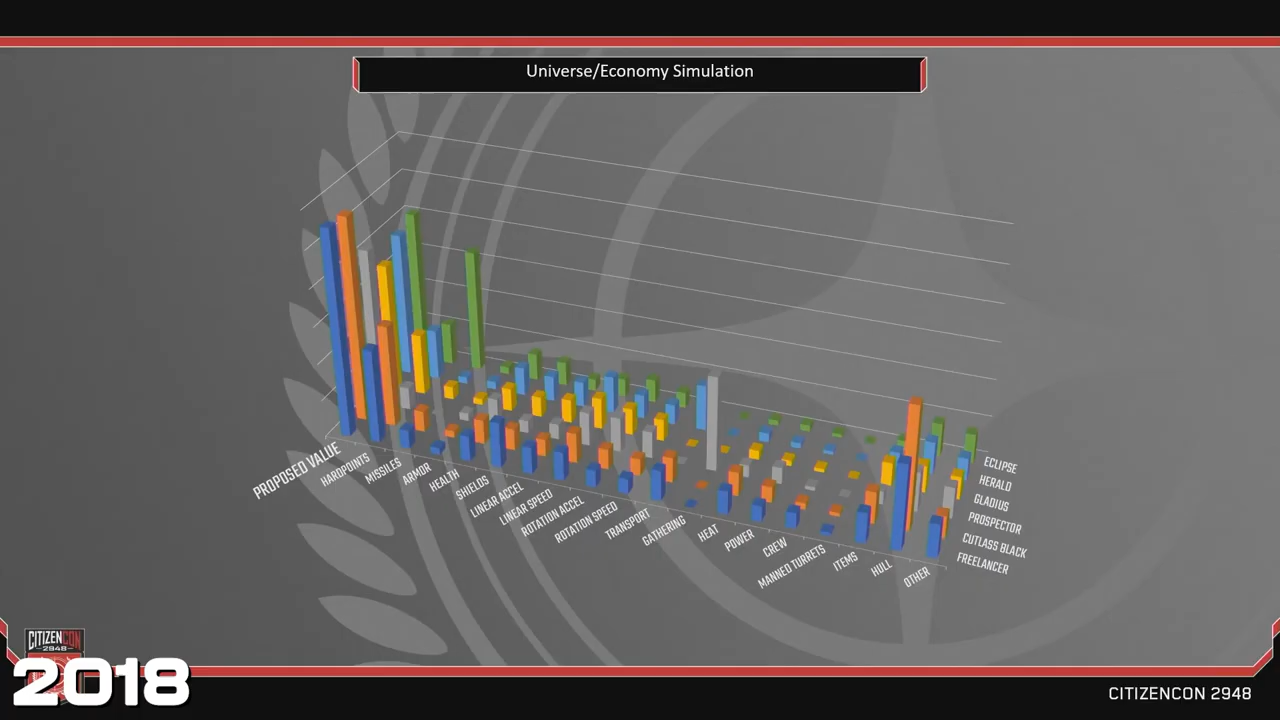 Universe/Economy Simulation
PROPOSED VALUE
HARDPOINTS
MISSILES
ARMOR
HEALTH
SHIELDS
LINEAR ACCEL
LINEAR SPEED
ROTATION ACCEL
ROTATION SPEED
TRANSPORT
GATHERING
HEAT
POWER
CREW
MANNED TURRETS
ITEMS
HULL
OTHER
ECLIPSE
HERALD
GLADIUS
PROSPECTOR
CUTLASS BLACK
FREELANCER
CITIZENCON
2948
2018
CITIZENCON 2948